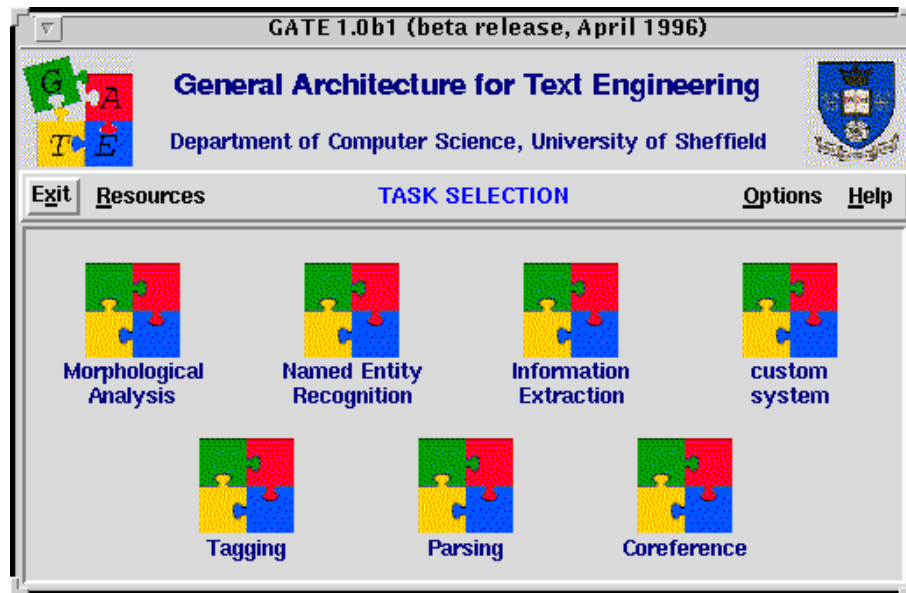 GATE 1.0b1 (beta release, April 1996)
G A
T E
General Architecture for Text Engineering
Department of Computer Science, University of Sheffield
Exit Resources TASK SELECTION Options Help
Morphological
Analysis
Named Entity
Recognition
Information
Extraction
custom
system
Tagging
Parsing
Coreference